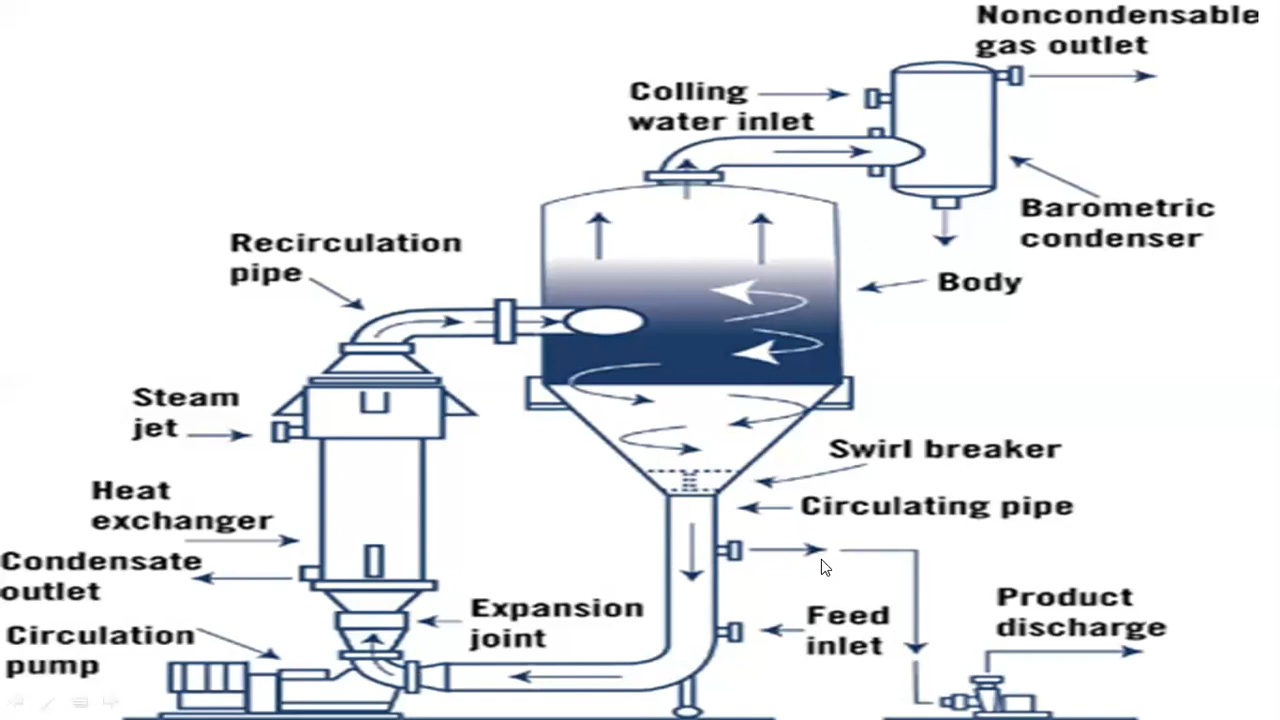 Noncondensable
gas outlet
Colling
water inlet
Barometric
condenser
Recirculation
pipe
Body
Steam
jet
Swirl breaker
Heat
exchanger
Circulating pipe
Condensate
outlet
Expansion
joint
Feed
inlet
Product
discharge
Circulation
pump